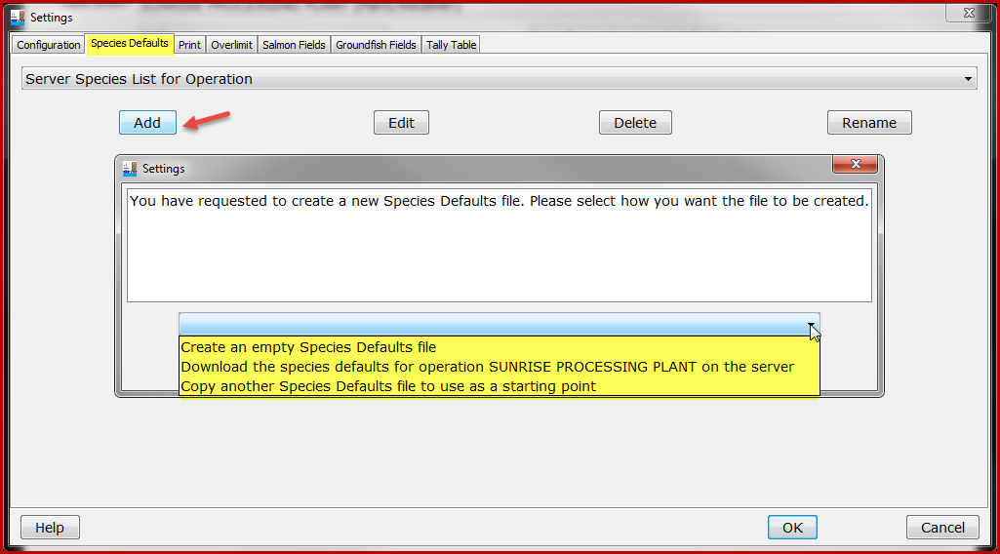 Settings
Configuration Species Defaults Print Overlimit Salmon Fields Groundfish Fields Tally Table
Server Species List for Operation
Add Edit Delete Rename
Settings
You have requested to create a new Species Defaults file. Please select how you want the file to be created.
Create an empty Species Defaults file
Download the species defaults for operation SUNRISE PROCESSING PLANT on the server
Copy another Species Defaults file to use as a starting point
Help OK Cancel